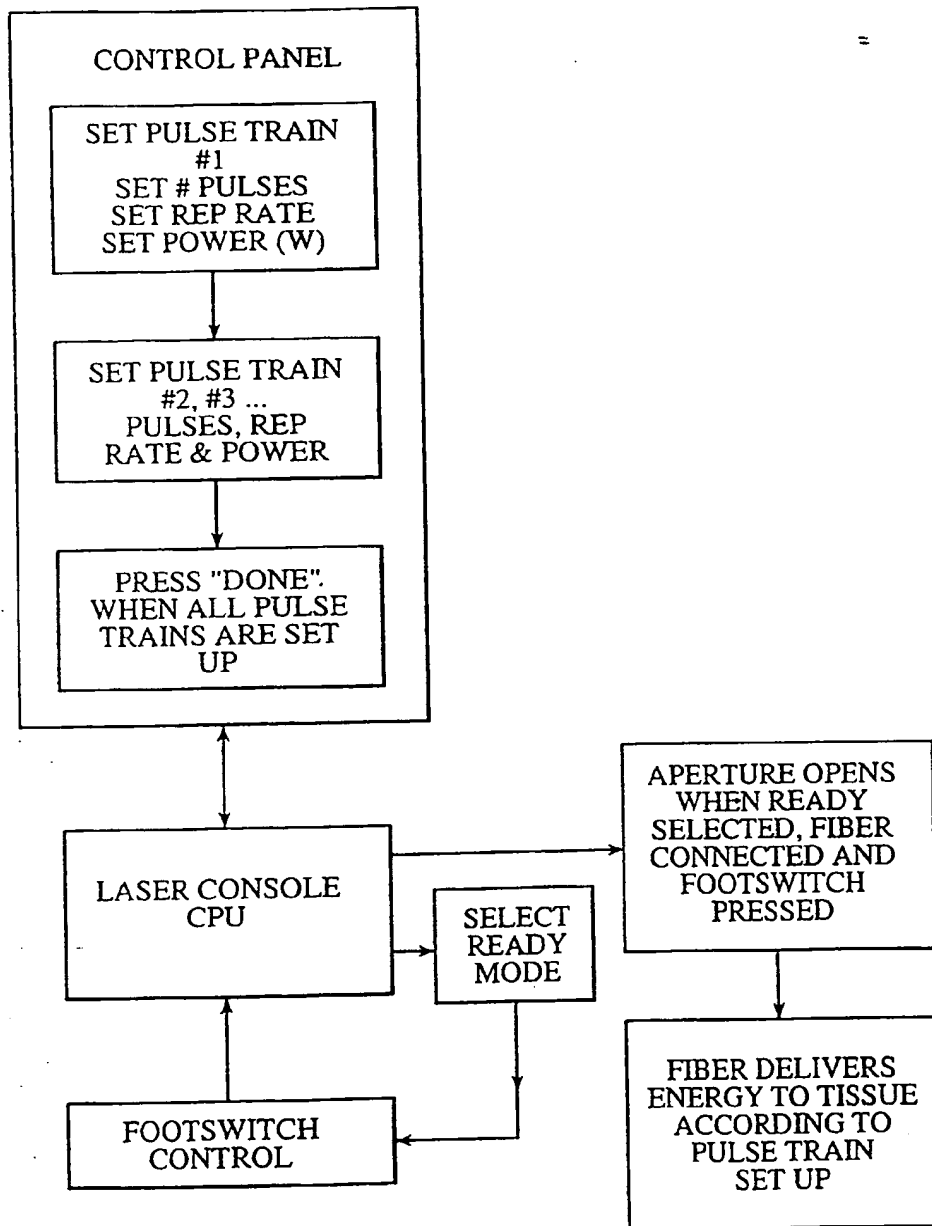 CONTROL PANEL
SET PULSE TRAIN
#1
SET # PULSES
SET REP RATE
SET POWER (W)
SET PULSE TRAIN
#2, #3 ...
PULSES, REP
RATE & POWER
PRESS "DONE".
WHEN ALL PULSE
TRAINS ARE SET
UP
LASER CONSOLE
CPU
SELECT
READY
MODE
FOOTSWITCH
CONTROL
APERTURE OPENS
WHEN READY
SELECTED, FIBER
CONNECTED AND
FOOTSWITCH
PRESSED
FIBER DELIVERS
ENERGY TO TISSUE
ACCORDING TO
PULSE TRAIN
SET UP